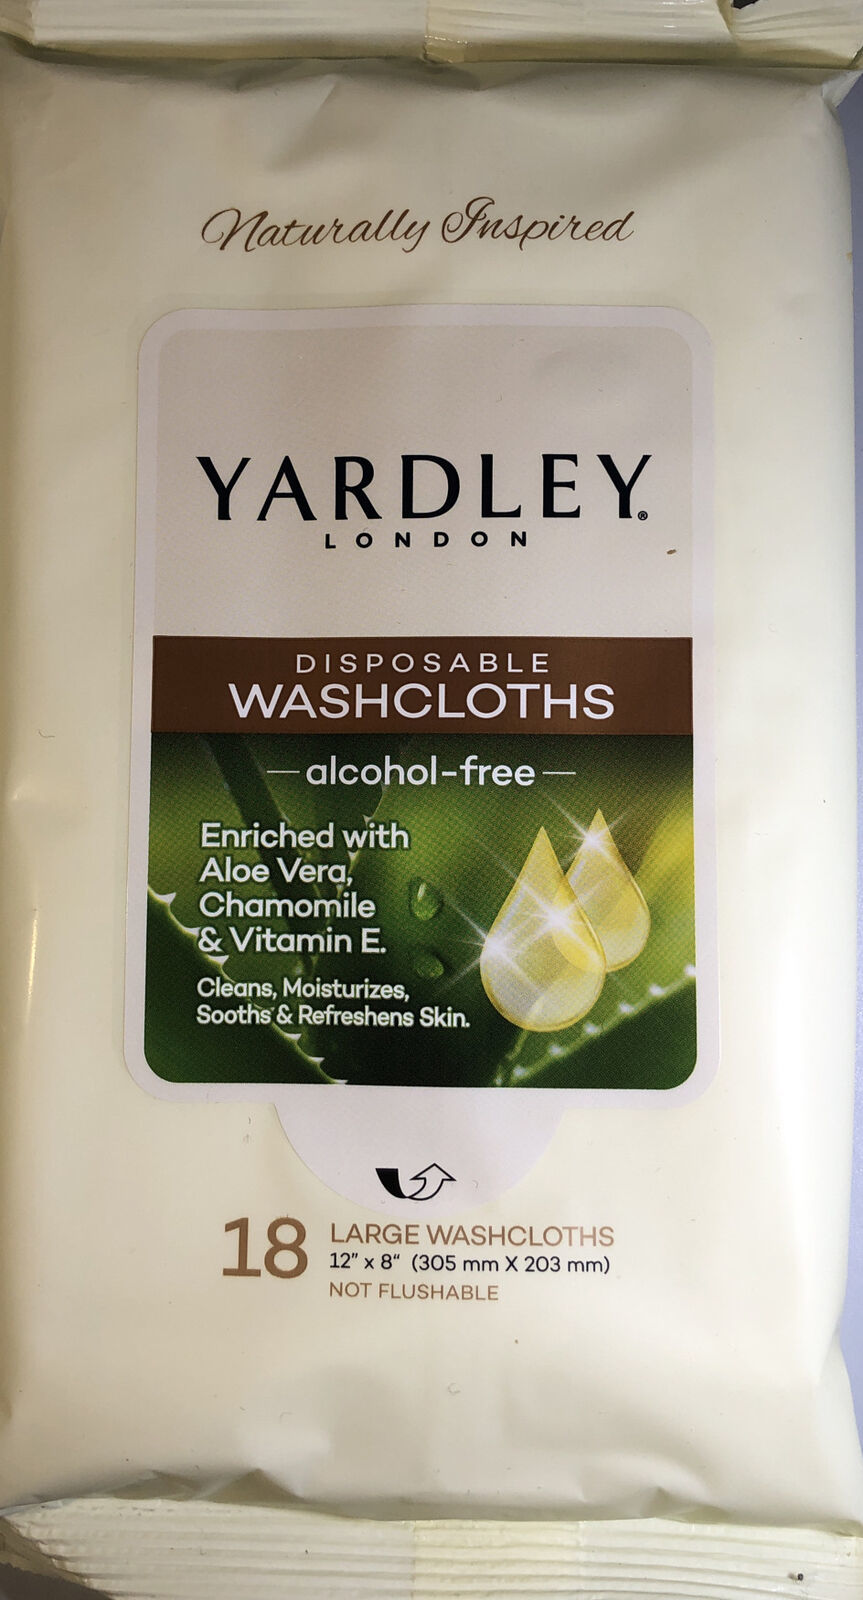 Naturally Inspired
YARDLEY®
LONDON
DISPOSABLE
WASHCLOTHS
—alcohol-free—
Enriched with
Aloe Vera,
Chamomile
& Vitamin E.
Cleans, Moisturizes,
Sooths & Refreshens Skin.
18 LARGE WASHCLOTHS
12” x 8“ (305 mm X 203 mm)
NOT FLUSHABLE